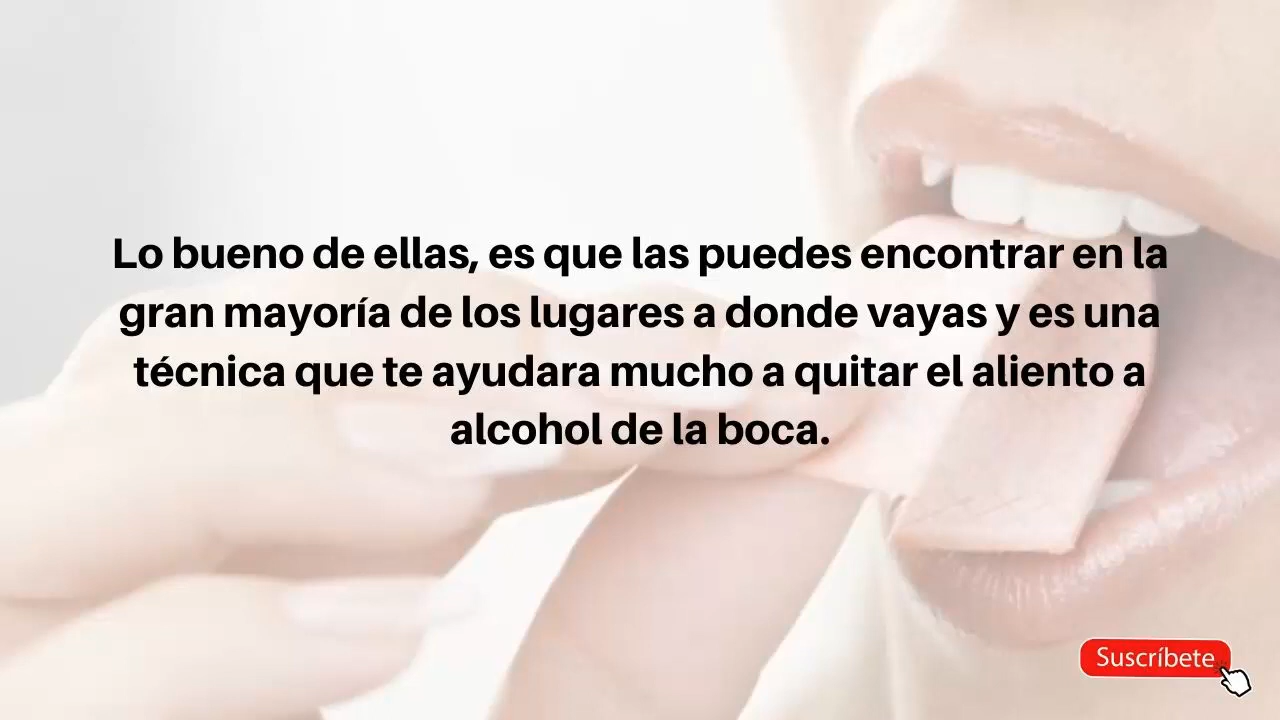 Lo bueno de ellas, es que las puedes encontrar en la
gran mayoría de los lugares a donde vayas y es una
técnica que te ayudara mucho a quitar el aliento a
alcohol de la boca.
Suscríbete